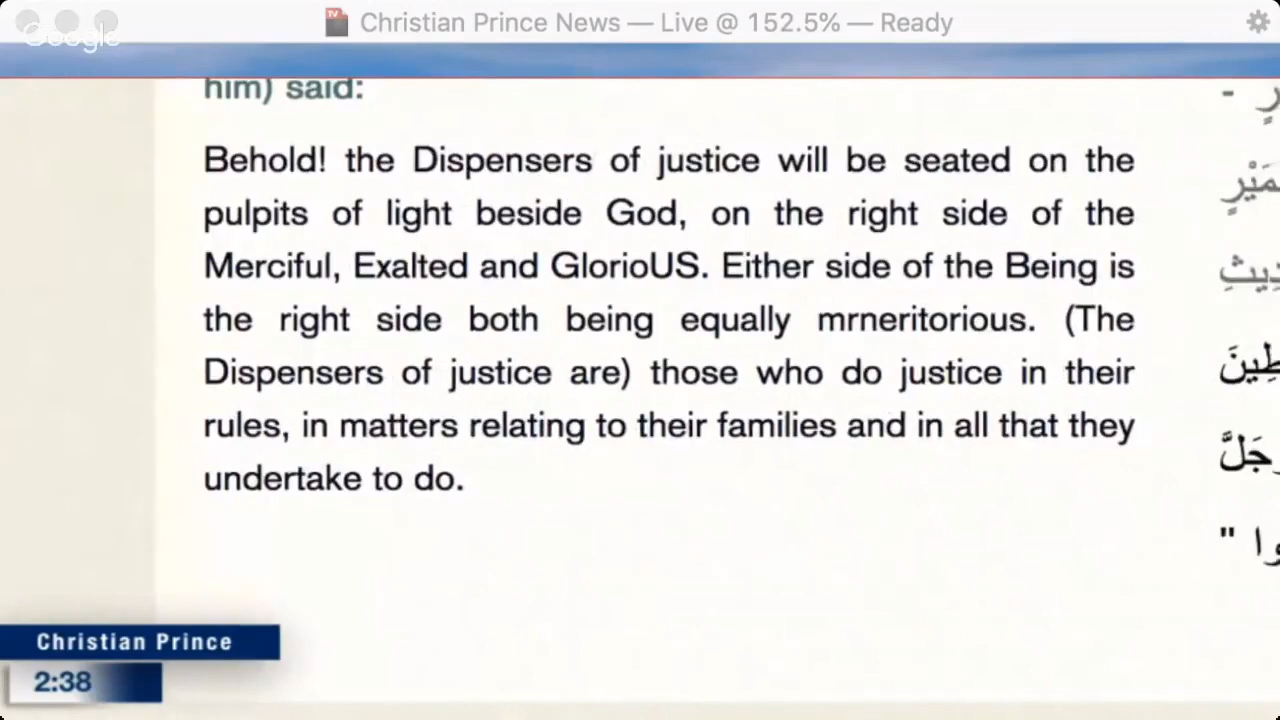 Google
Christian Prince News — Live @ 152.5% — Ready
him) said:
Behold! the Dispensers of justice will be seated on the
pulpits of light beside God, on the right side of the
Merciful, Exalted and GlorioUS. Either side of the Being is
the right side both being equally mrneritorious. (The
Dispensers of justice are) those who do justice in their
rules, in matters relating to their families and in all that they
undertake to do.
Christian Prince
2:38